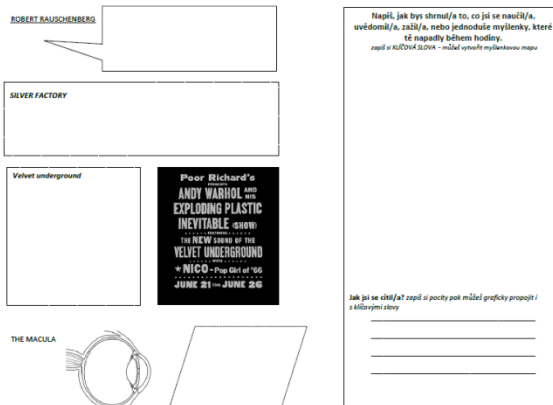 ROBERT RAUSCHENBERG
SILVER FACTORY
Velvet underground
Poor Richard's
PRESENTS
ANDY WARHOL AND HIS
EXPLODING PLASTIC
INEVITABLE (SHOW)
THE NEW SOUND OF THE
VELVET UNDERGROUND
★ NICO - Pop Girl of '66
JUNE 21 JUNE 26
THE MACULA
Napiš, jak bys shrnul/a to, co jsi se naučil/a,
uvědomil/a, zažil/a, nebo jednoduše myšlenky, které
tě napadly během hodiny.
zapiš si KLÍČOVÁ SLOVA - můžeš vytvořit myšlenkovou mapu
Jak jsi se cítil/a? zapiš si pocity pak můžeš graficky propojit i
s klíčovými slovy